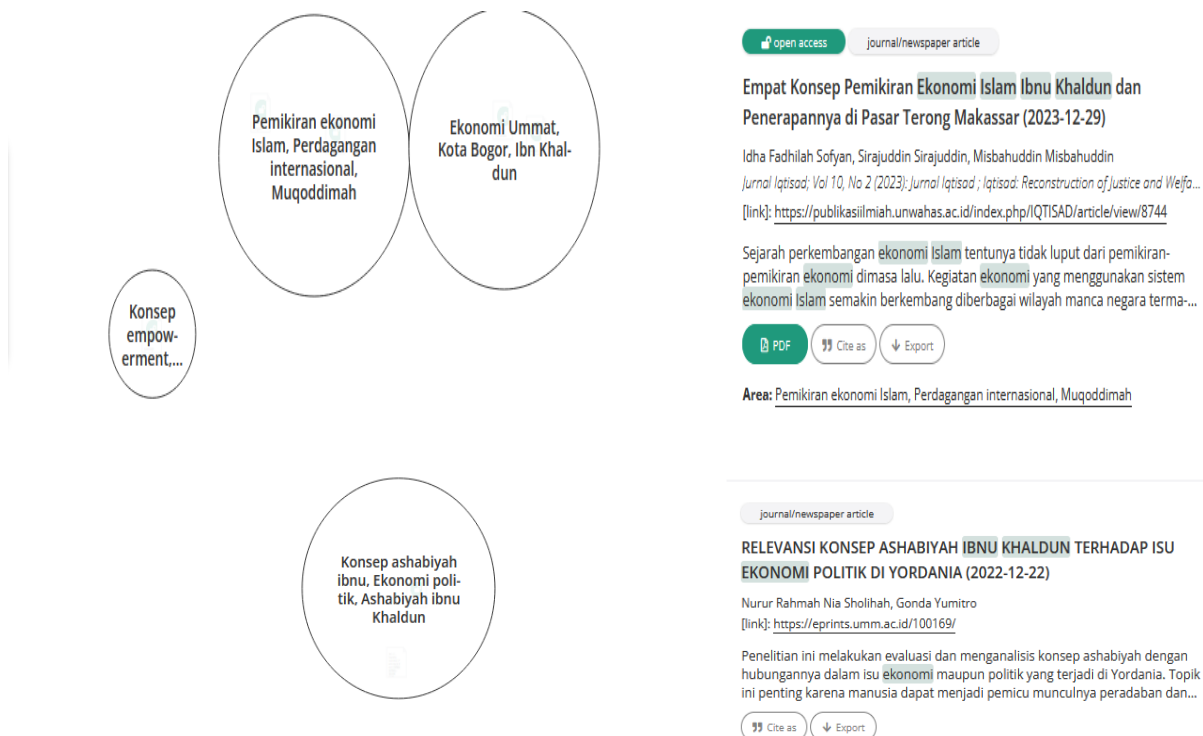 Pemikiran ekonomi
Islam, Perdagangan
internasional,
Muqoddimah
Ekonomi Ummat,
Kota Bogor, Ibn Khal-
dun
Konsep
empow-
erment,...
Konsep ashabiyah
ibnu, Ekonomi poli-
tik, Ashabiyah ibnu
Khaldun
open access
journal/newspaper article
Empat Konsep Pemikiran Ekonomi Islam Ibnu Khaldun dan
Penerapannya di Pasar Terong Makassar (2023-12-29)
Idha Fadhilah Sofyan, Sirajuddin Sirajuddin, Misbahuddin Misbahuddin
Jurnal Iqtisad; Vol 10, No 2 (2023): Jurnal Iqtisad ; Iqtisad: Reconstruction of Justice and Welfa...
[link]: https://publikasiilmiah.unwahas.ac.id/index.php/IQTISAD/article/view/8744
Sejarah perkembangan ekonomi Islam tentunya tidak luput dari pemikiran-
pemikiran ekonomi dimasa lalu. Kegiatan ekonomi yang menggunakan sistem
ekonomi Islam semakin berkembang diberbagai wilayah manca negara terma-...
PDF
Cite as
Export
Area: Pemikiran ekonomi Islam, Perdagangan internasional, Muqoddimah
journal/newspaper article
RELEVANSI KONSEP ASHABIYAH IBNU KHALDUN TERHADAP ISU
EKONOMI POLITIK DI YORDANIA (2022-12-22)
Nurur Rahmah Nia Sholihah, Gonda Yumitro
[link]: https://eprints.umm.ac.id/100169/
Penelitian ini melakukan evaluasi dan menganalisis konsep ashabiyah dengan
hubungannya dalam isu ekonomi maupun politik yang terjadi di Yordania. Topik
ini penting karena manusia dapat menjadi pemicu munculnya peradaban dan...
Cite as
Export